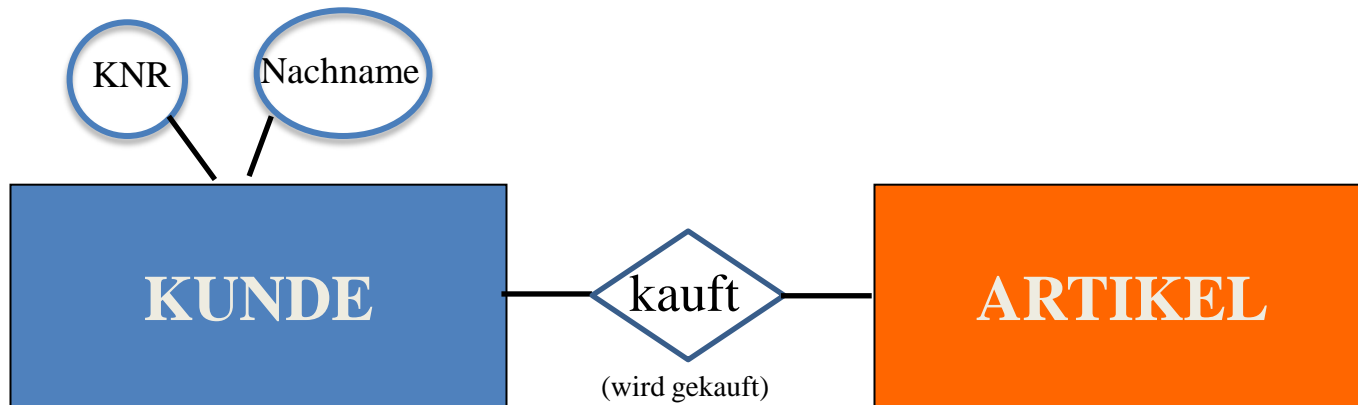 KNR
Nachname
KUNDE
kauft
ARTIKEL
(wird gekauft)